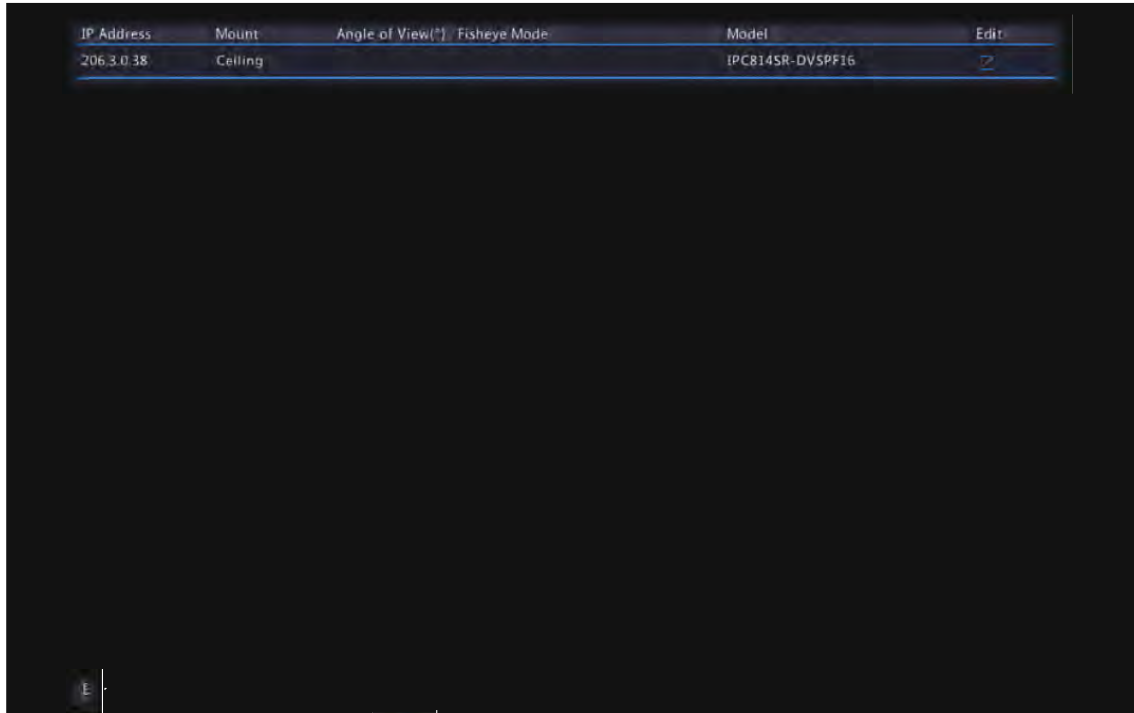 IP Address Mount Angle of View(°) Fisheye Mode Model Edit
206.3.0.38 Ceiling IPC814SR-DVSPF16
E